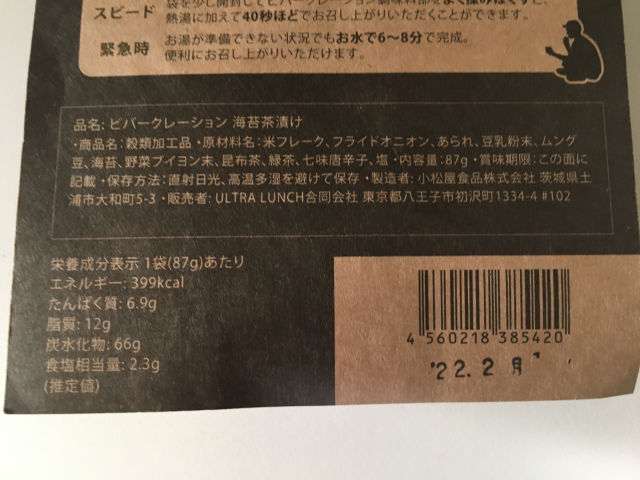 スピード
熱湯に加えて40秒ほどでお召し上がりいただくことができます。
緊急時
お湯が準備できない状況でもお水で6〜8分で完成。
便利にお召し上がりいただけます。
品名: ビバークレーション 海苔茶漬け
・商品名：穀類加工品・原材料名：米フレーク、フライドオニオン、あられ、豆乳粉末、ムング
豆、海苔、野菜ブイヨン末、昆布茶、緑茶、七味唐辛子、塩・内容量：87g・賞味期限：この面に
記載・保存方法：直射日光、高温多湿を避けて保存・製造者：小松屋食品株式会社 茨城県土
浦市大和町5-3・販売者：ULTRA LUNCH合同会社 東京都八王子市初沢町1334-4 #102
栄養成分表示 1袋(87g)あたり
エネルギー: 399kcal
たんぱく質: 6.9g
脂質: 12g
炭水化物: 66g
食塩相当量: 2.3g
(推定値)
4 560218 385420
'22.2月